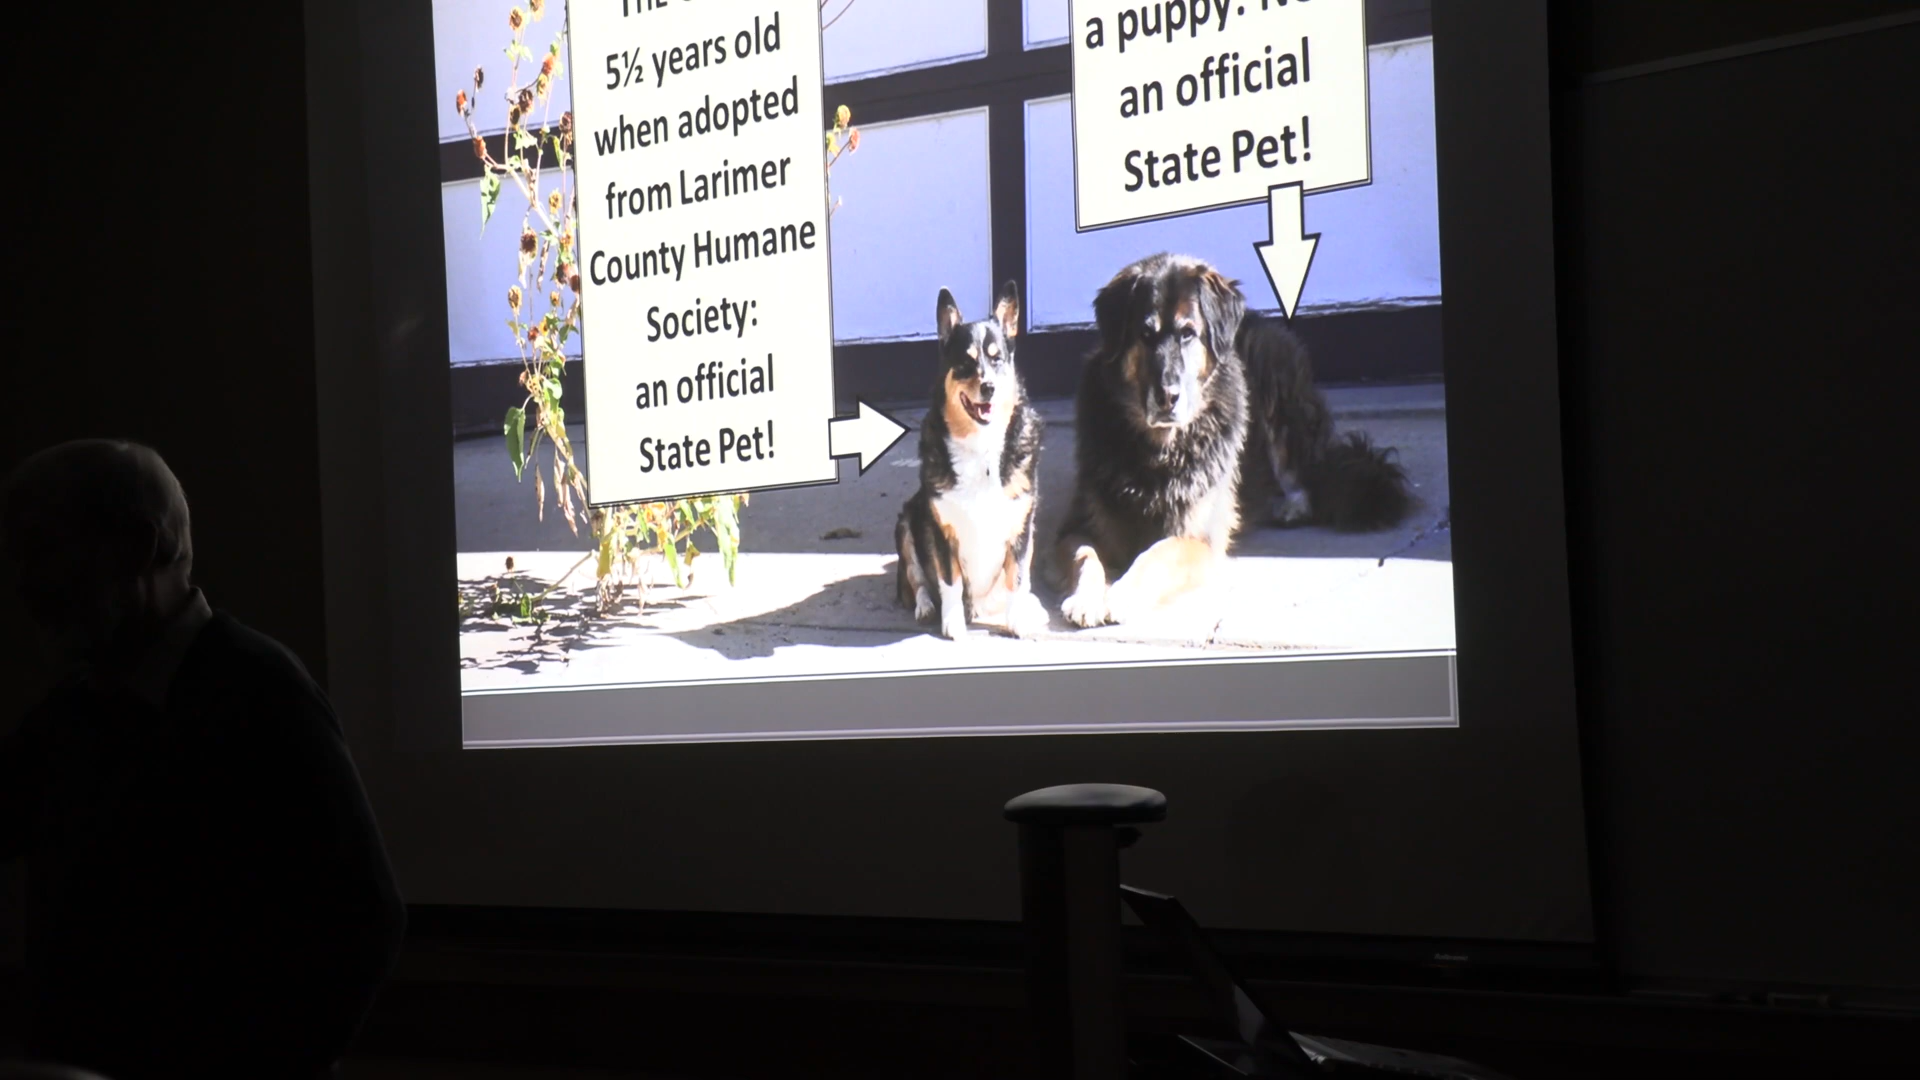 5½ years old
when adopted
from Larimer
County Humane
Society:
an official
State Pet!
a puppy.
an official
State Pet!